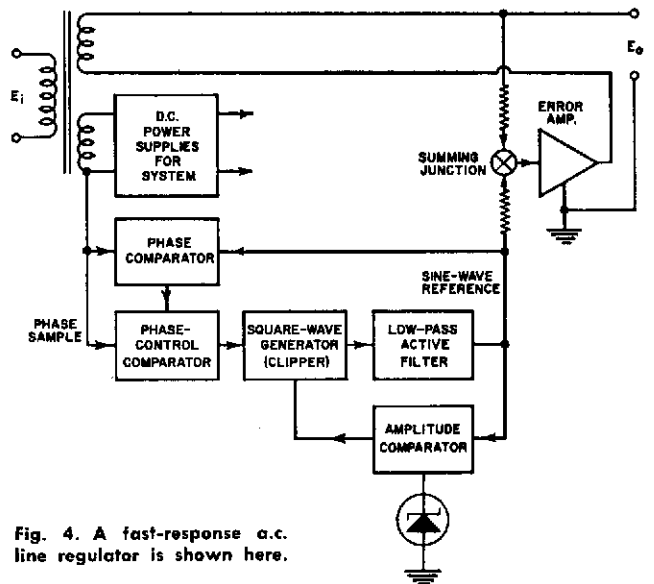 Ei
Eo
D.C.
POWER
SUPPLIES
FOR
SYSTEM
ERROR
AMP.
SUMMING
JUNCTION
PHASE
COMPARATOR
SINE-WAVE
REFERENCE
PHASE
SAMPLE
PHASE-
CONTROL
COMPARATOR
SQUARE-WAVE
GENERATOR
(CLIPPER)
LOW-PASS
ACTIVE
FILTER
AMPLITUDE
COMPARATOR
Fig. 4. A fast-response a.c.
line regulator is shown here.